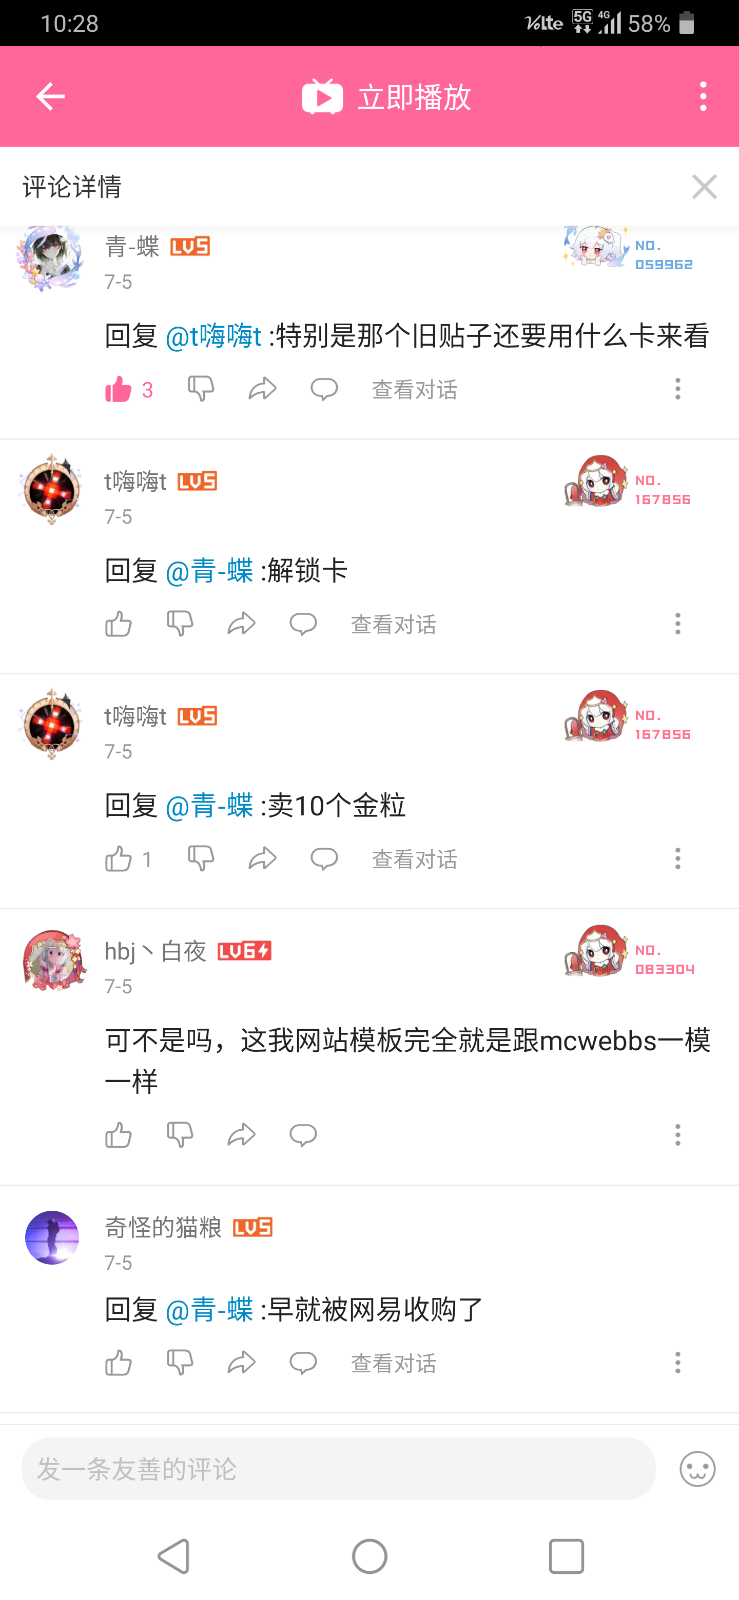 10:28
VoLTE 5G 4G 58%
立即播放
评论详情
青-蝶 LV5
NO.
059962
7-5
回复 @t嗨嗨t :特别是那个旧贴子还要用什么卡来看
3 查看对话
t嗨嗨t LV5
NO.
167856
7-5
回复 @青-蝶 :解锁卡
查看对话
t嗨嗨t LV5
NO.
167856
7-5
回复 @青-蝶 :卖10个金粒
1 查看对话
hbj丶白夜 LV6
NO.
083304
7-5
可不是吗，这我网站模板完全就是跟mcwebbs一模
一样
奇怪的猫粮 LV5
7-5
回复 @青-蝶 :早就被网易收购了
查看对话
发一条友善的评论